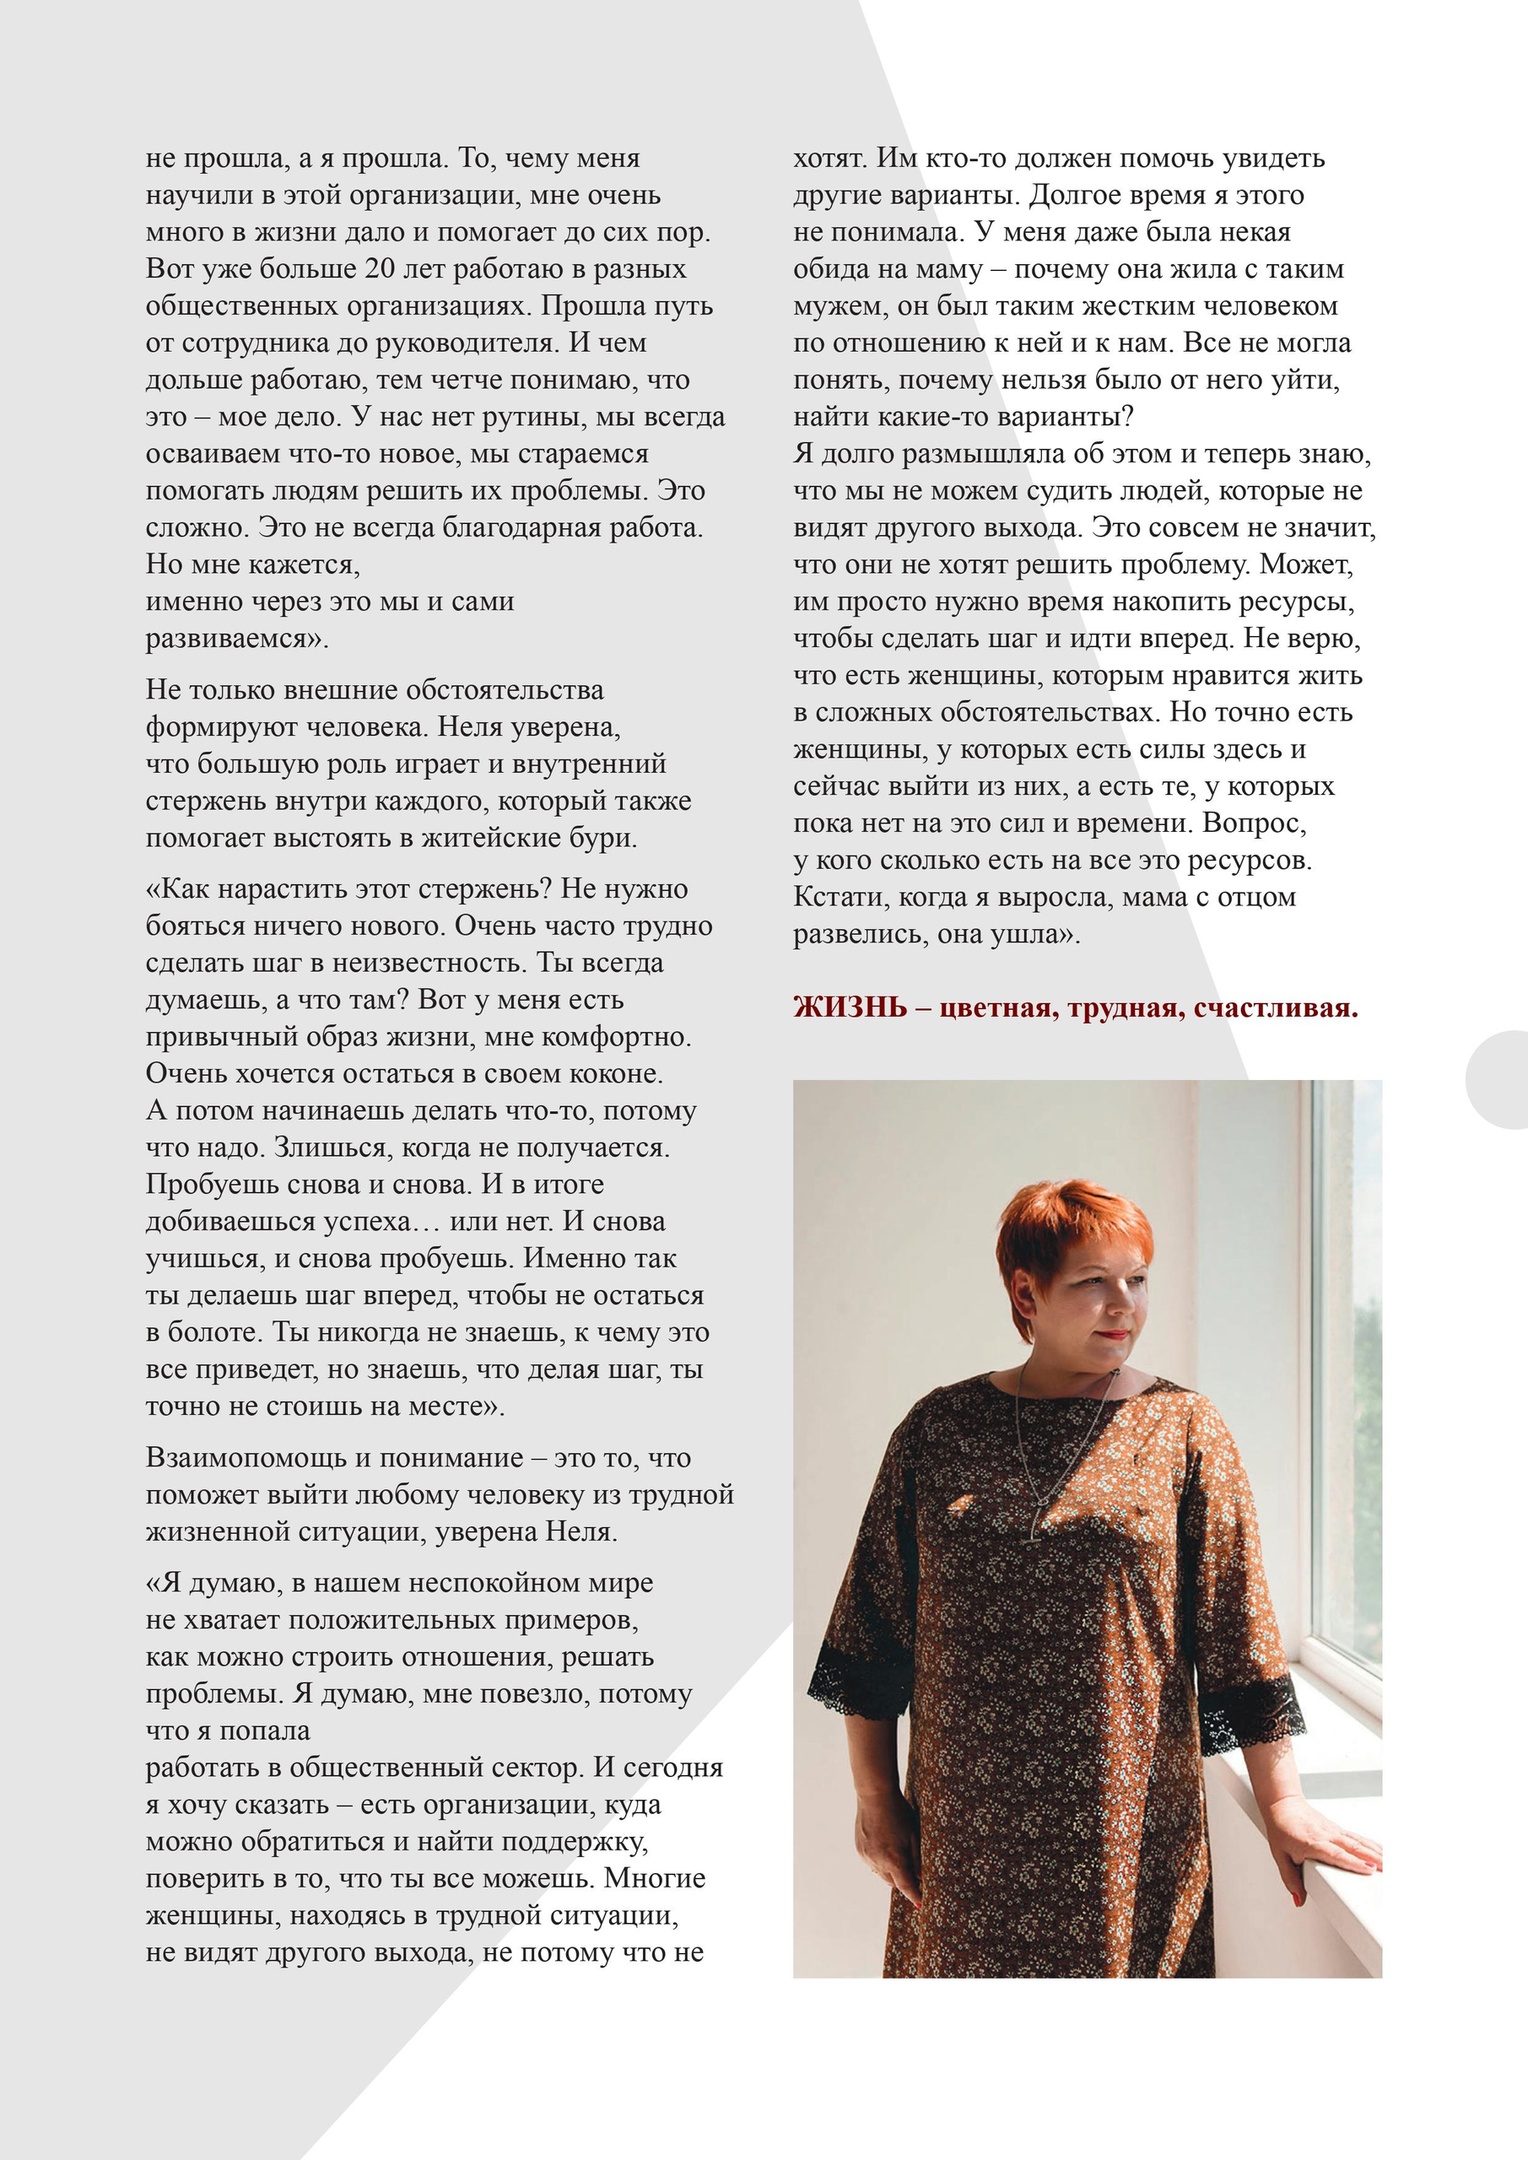 не прошла, а я прошла. То, чему меня
научили в этой организации, мне очень
много в жизни дало и помогает до сих пор.
Вот уже больше 20 лет работаю в разных
общественных организациях. Прошла путь
от сотрудника до руководителя. И чем
дольше работаю, тем четче понимаю, что
это – мое дело. У нас нет рутины, мы всегда
осваиваем что-то новое, мы стараемся
помогать людям решить их проблемы. Это
сложно. Это не всегда благодарная работа.
Но мне кажется,
именно через это мы и сами
развиваемся».
Не только внешние обстоятельства
формируют человека. Неля уверена,
что большую роль играет и внутренний
стержень внутри каждого, который также
помогает выстоять в житейские бури.
«Как нарастить этот стержень? Не нужно
бояться ничего нового. Очень часто трудно
сделать шаг в неизвестность. Ты всегда
думаешь, а что там? Вот у меня есть
привычный образ жизни, мне комфортно.
Очень хочется остаться в своем коконе.
А потом начинаешь делать что-то, потому
что надо. Злишься, когда не получается.
Пробуешь снова и снова. И в итоге
добиваешься успеха… или нет. И снова
учишься, и снова пробуешь. Именно так
ты делаешь шаг вперед, чтобы не остаться
в болоте. Ты никогда не знаешь, к чему это
все приведет, но знаешь, что делая шаг, ты
точно не стоишь на месте».
Взаимопомощь и понимание – это то, что
поможет выйти любому человеку из трудной
жизненной ситуации, уверена Неля.
«Я думаю, в нашем неспокойном мире
не хватает положительных примеров,
как можно строить отношения, решать
проблемы. Я думаю, мне повезло, потому
что я попала
работать в общественный сектор. И сегодня
я хочу сказать – есть организации, куда
можно обратиться и найти поддержку,
поверить в то, что ты все можешь. Многие
женщины, находясь в трудной ситуации,
не видят другого выхода, не потому что не
хотят. Им кто-то должен помочь увидеть
другие варианты. Долгое время я этого
не понимала. У меня даже была некая
обида на маму – почему она жила с таким
мужем, он был таким жестким человеком
по отношению к ней и к нам. Все не могла
понять, почему нельзя было от него уйти,
найти какие-то варианты?
Я долго размышляла об этом и теперь знаю,
что мы не можем судить людей, которые не
видят другого выхода. Это совсем не значит,
что они не хотят решить проблему. Может,
им просто нужно время накопить ресурсы,
чтобы сделать шаг и идти вперед. Не верю,
что есть женщины, которым нравится жить
в сложных обстоятельствах. Но точно есть
женщины, у которых есть силы здесь и
сейчас выйти из них, а есть те, у которых
пока нет на это сил и времени. Вопрос,
у кого сколько есть на все это ресурсов.
Кстати, когда я выросла, мама с отцом
развелись, она ушла».
ЖИЗНЬ – цветная, трудная, счастливая.